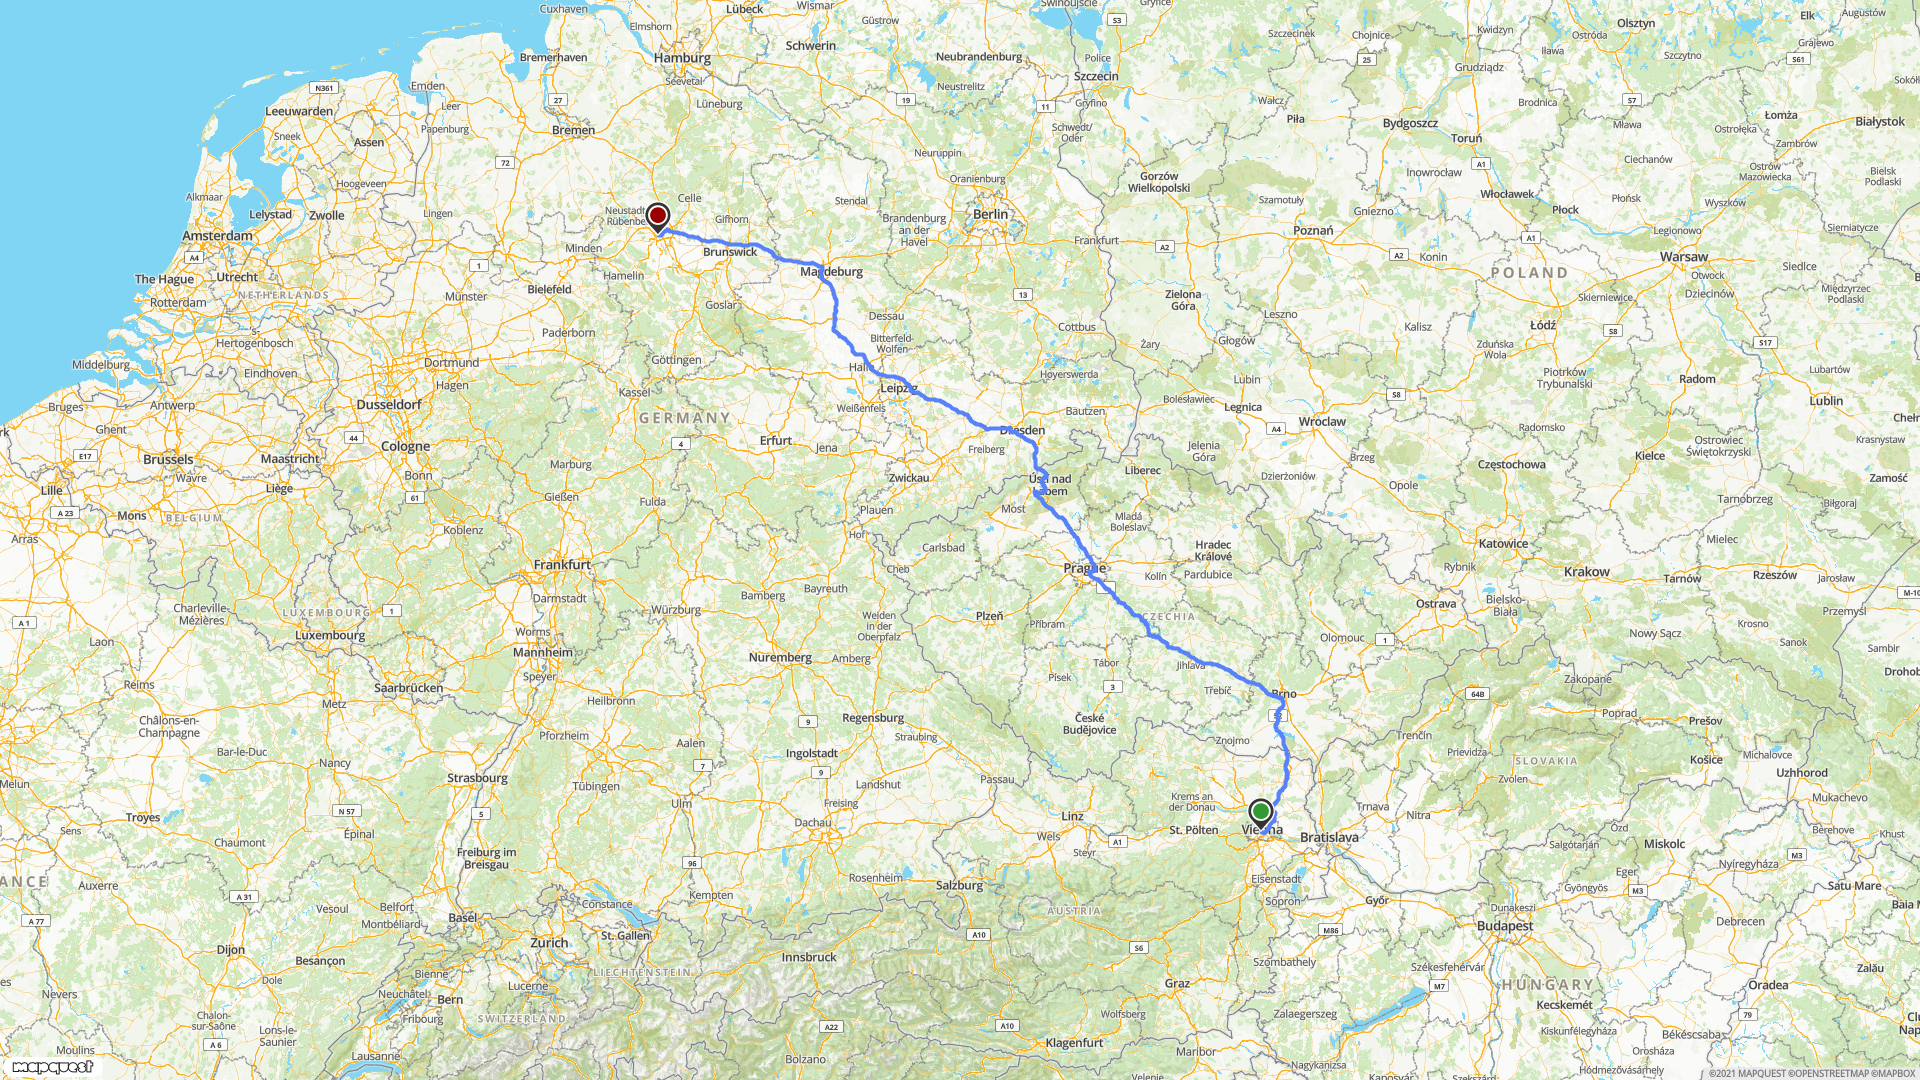 Cuxhaven
Lübeck
Wismar
Güstrow
Świnoujście
Gryfice
S3
Szczecinek
Chojnice
Kwidzyn
Olsztyn
Elk
Augustów
Elmshorn
Schwerin
Neubrandenburg
Police
Szczecin
25
Iława
Ostróda
Szczytno
Grajewo
S61
Bremerhaven
Hamburg
Seevetal
Emden
N361
Leer
27
Lüneburg
19
Neustrelitz
11
Gryfino
Wałcz
Grudziądz
Brodnica
S7
Łomża
Leeuwarden
Sneek
Assen
Papenburg
Bremen
Schwedt/
Oder
Piła
Bydgoszcz
Toruń
Mława
Ostrołęka
Zambrów
Białystok
Neuruppin
Oranienburg
72
A1
Ciechanów
Ostrów
Mazowiecka
Bielsk
Podlaski
Hoogeveen
Alkmaar
Lelystad
Zwolle
Lingen
Celle
Gifhorn
Stendal
Brandenburg
an der
Havel
Berlin
Gorzów
Wielkopolski
Szamotuły
Gniezno
Inowrocław
Włocławek
Płock
Płońsk
Wyszków
Amsterdam
A4
Utrecht
The Hague
Rotterdam
NETHERLANDS
Minden
Hamelin
Brunswick
Magdeburg
Frankfurt
A2
Poznań
A2
Konin
A1
Legionowo
Warsaw
Otwock
Sierniatycze
Siedlce
Międzyrzec
Podlaski
1
Münster
Bielefeld
Goslar
13
POLAND
Skierniewice
Dęciniów
s-
Hertogenbosch
Paderborn
Dessau
Bitterfeld-
Wolfen
Cottbus
Zielona
Góra
Leszno
Głogów
Kalisz
Łódź
S8
Zduńska
Wola
S17
Middelburg
Eindhoven
Dortmund
Hagen
Göttingen
Kassel
Leipzig
Hoyerswerda
Żary
Lubin
Piotrków
Trybunalski
Radom
Lubartów
Lublin
Bruges
Antwerp
Ghent
Dusseldorf
Cologne
GERMANY
Weißenfels
Bautzen
Bolesławiec
Legnica
S8
E17
Brussels
Wavre
Maastricht
44
4
Erfurt
Jena
Dresden
Freiberg
A4
Wroclaw
Radomsko
Ostrowiec
Świętokrzyski
Krasnystaw
Lille
Liège
Bonn
61
Marburg
Gießen
Fulda
Zwickau
Liberec
Jelenia
Góra
Dzierżoniów
Brzeg
Opole
Częstochowa
Kielce
Tarnobrzeg
Zamość
Biłgoraj
A 23
Mons
BELGIUM
Arras
Koblenz
Plauen
Hof
Most
Mladá
Boleslav
Hradec
Králové
Pardubice
Katowice
Rybnik
Mielec
Krakow
Tarnów
Rzeszów
Jarosław
Frankfurt
Darmstadt
Carlsbad
Cheb
Prague
Kolín
Bielsko-
Biała
Ostrava
Przemyśl
Charleville-
Mézières
LUXEMBOURG
1
Luxembourg
Würzburg
Bamberg
Bayreuth
Weiden
in der
Oberpfalz
Plzeň
Příbram
CZECHIA
Olomouc
1
Nowy Sącz
Krosno
Sanok
Sambir
A 1
Laon
Reims
Worms
Mannheim
Speyer
Nuremberg
Amberg
Tábor
Písek
3
Jihlava
Třebíč
Brno
Zakopane
64B
Saarbrücken
Metz
Heilbronn
Châlons-en-
Champagne
9
Regensburg
Straubing
České
Budějovice
Znojmo
Trenčín
Poprad
Prešov
Bar-le-Duc
Nancy
Pforzheim
Aalen
7
Ingolstadt
9
Landshut
Passau
Prievidza
SLOVAKIA
Zvolen
Košice
Michalovce
Uzhhorod
Mukachevo
Melun
Strasbourg
Tübingen
Ulm
Freising
Dachau
Linz
Wels
Steyr
A1
Krems an
der Donau
St. Pölten
Vienna
Bratislava
Trnava
Nitra
Troyes
N 57
Épinal
5
Sens
Chaumont
Freiburg im
Breisgau
96
Kempten
Rosenheim
Salzburg
Eisenstadt
Sopron
Győr
Ózd
Salgótarján
Miskolc
Berehove
Khust
M3
Nyíregyháza
Satu Mare
Auxerre
A 31
Vesoul
Belfort
Montbéliard
Constance
St. Gallen
AUSTRIA
Eger
Gyöngyös
M3
Dunakeszi
Budapest
Debrecen
A 77
Dijon
Besançon
Dole
Basel
Zurich
LIECHTENSTEIN
Innsbruck
A10
S6
M86
Szombathely
Székesfehérvár
M7
HUNGARY
Kecskemét
Zalău
Oradea
Nevers
Bienne
Neuchâtel
Bern
Fribourg
Lucerne
SWITZERLAND
Graz
Wolfsberg
Zalaegerszeg
79
Chalon-
sur-Saône
A 6
Lons-le-
Saunier
A22
A10
Klagenfurt
Kiskunfélegyháza
Békéscsaba
Orosháza
Moulins
Lausanne
Bolzano
Maribor
Velenje
Nagykanizsa
Kaposvár
Szekszárd
Hódmezővásárhely
mapquest
©2021 MAPQUEST ©OPENSTREETMAP ©MAPBOX